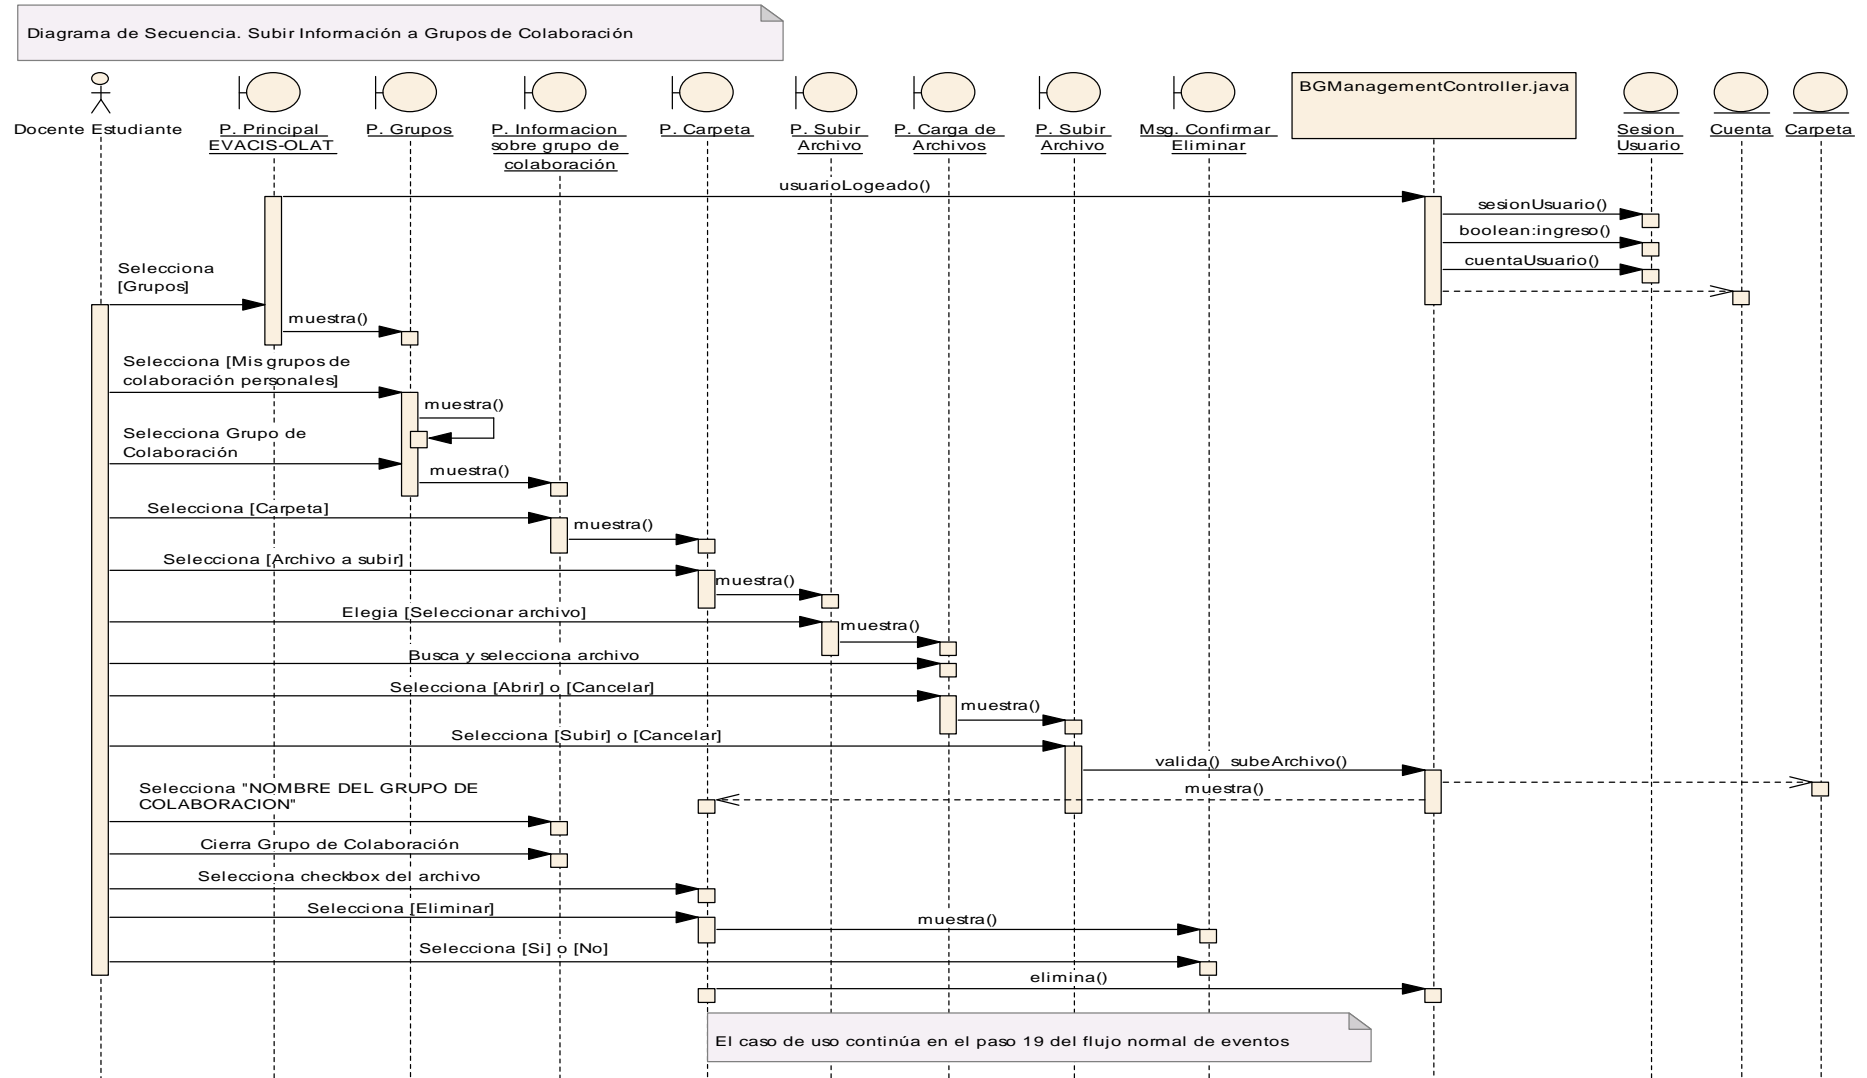 Diagrama de Secuencia. Subir Información a Grupos de Colaboración
Docente Estudiante
P. Principal
EVACIS-OLAT
P. Grupos
P. Informacion
sobre grupo de
colaboración
P. Carpeta
P. Subir
Archivo
P. Carga de
Archivos
P. Subir
Archivo
Msg. Confirmar
Eliminar
BGManagementController.java
Sesion
Usuario
Cuenta
Carpeta
usuarioLogeado()
sesionUsuario()
boolean:ingreso()
cuentaUsuario()
Selecciona
[Grupos]
muestra()
Selecciona [Mis grupos de
colaboración personales]
muestra()
Selecciona Grupo de
Colaboración
muestra()
Selecciona [Carpeta]
muestra()
Selecciona [Archivo a subir]
muestra()
Elegia [Seleccionar archivo]
muestra()
Busca y selecciona archivo
Selecciona [Abrir] o [Cancelar]
muestra()
Selecciona [Subir] o [Cancelar]
valida() subeArchivo()
muestra()
Selecciona "NOMBRE DEL GRUPO DE
COLABORACION"
Cierra Grupo de Colaboración
Selecciona checkbox del archivo
Selecciona [Eliminar]
muestra()
Selecciona [Si] o [No]
elimina()
El caso de uso continúa en el paso 19 del flujo normal de eventos